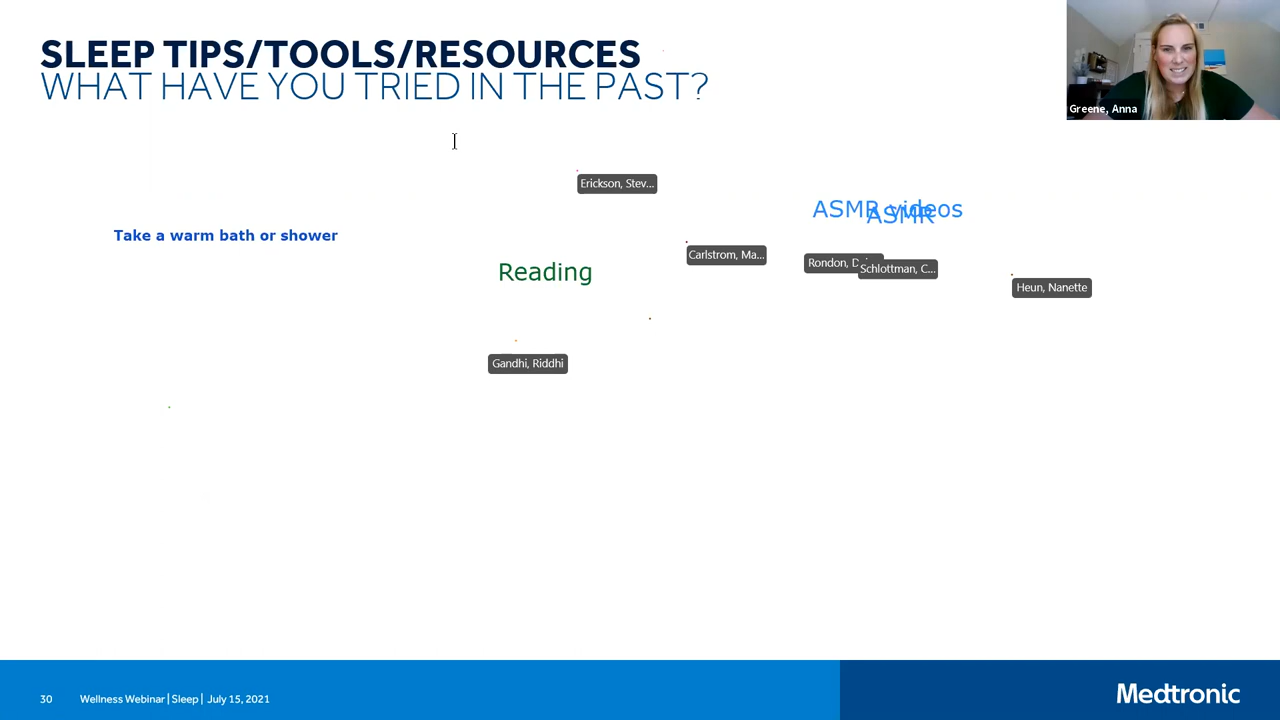 SLEEP TIPS/TOOLS/RESOURCES
WHAT HAVE YOU TRIED IN THE PAST?
Greene, Anna
Erickson, Stev...
ASMR videos
ASMR
Take a warm bath or shower
Carlstrom, Ma...
Rondon,
Schlottman, C...
Reading
Heun, Nanette
Gandhi, Riddhi
30 Wellness Webinar | Sleep | July 15, 2021
Medtronic